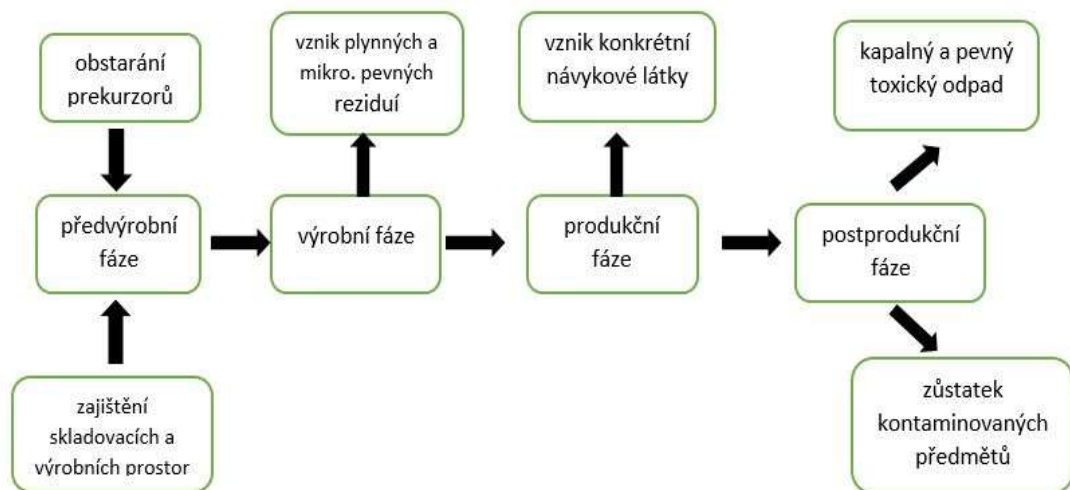 obstarání
prekurzorů
vznik plynných a
mikro. pevných
reziduí
vznik konkrétní
návykové látky
kapalný a pevný
toxický odpad
předvýrobní
fáze
výrobní fáze
produkční
fáze
postprodukční
fáze
zajištění
skladovacích a
výrobních prostor
zůstatek
kontaminovaných
předmětů